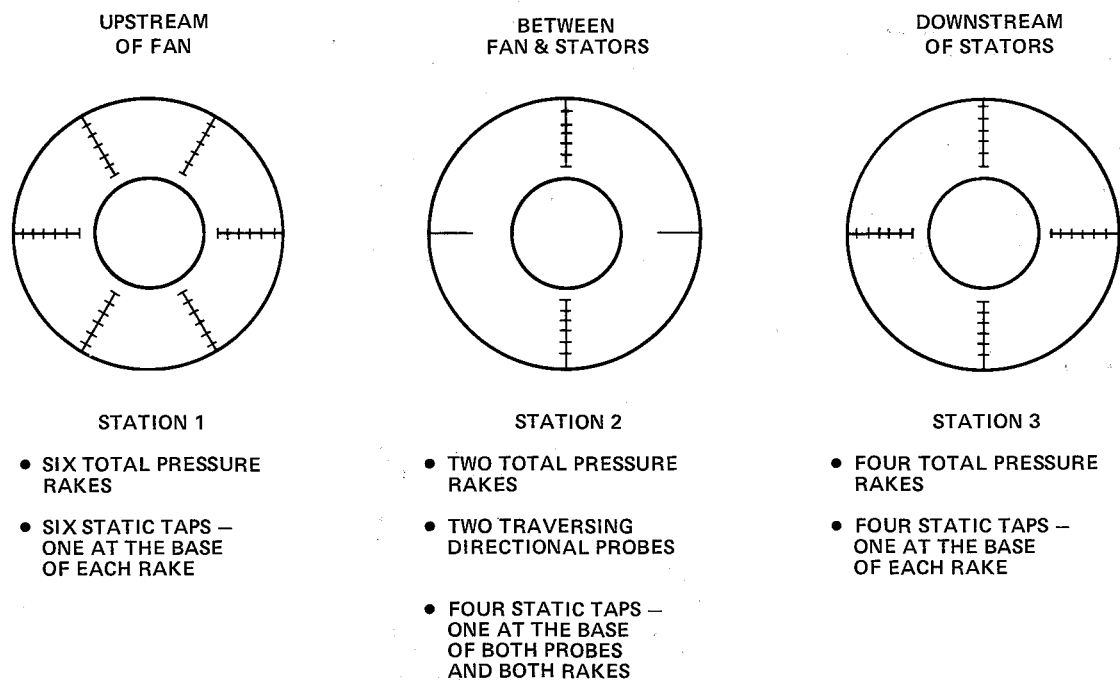 UPSTREAM
OF FAN
BETWEEN
FAN & STATORS
DOWNSTREAM
OF STATORS
STATION 1
● SIX TOTAL PRESSURE
RAKES
● SIX STATIC TAPS –
ONE AT THE BASE
OF EACH RAKE
STATION 2
● TWO TOTAL PRESSURE
RAKES
● TWO TRAVERSING
DIRECTIONAL PROBES
● FOUR STATIC TAPS –
ONE AT THE BASE
OF BOTH PROBES
AND BOTH RAKES
STATION 3
● FOUR TOTAL PRESSURE
RAKES
● FOUR STATIC TAPS –
ONE AT THE BASE
OF EACH RAKE